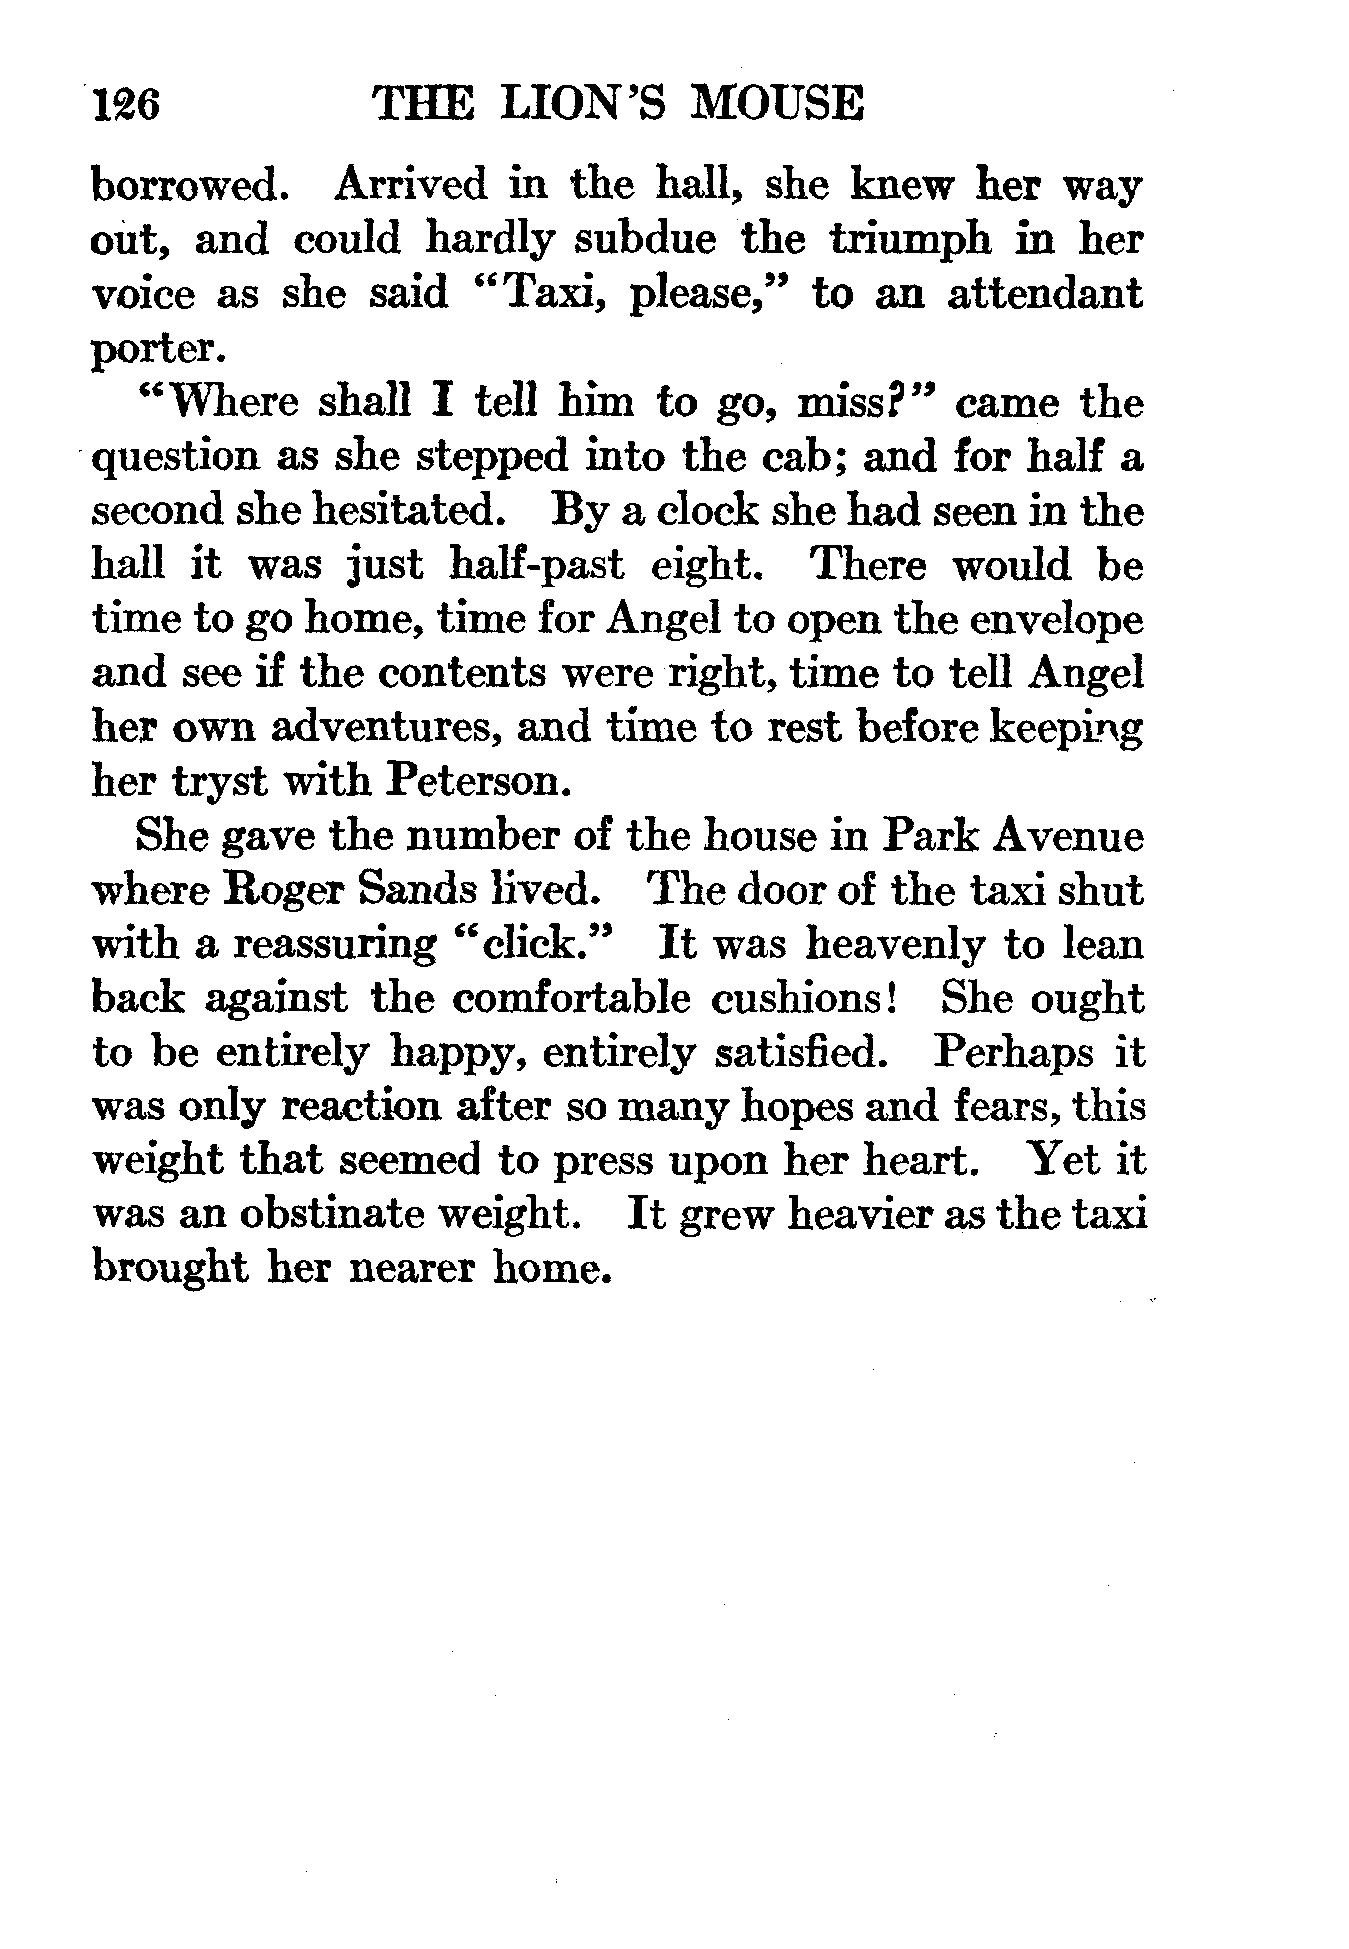 126 THE LION'S MOUSE
borrowed. Arrived in the hall, she knew her way
out, and could hardly subdue the triumph in her
voice as she said "Taxi, please," to an attendant
porter.
"Where shall I tell him to go, miss?" came the
question as she stepped into the cab; and for half a
second she hesitated. By a clock she had seen in the
hall it was just half-past eight. There would be
time to go home, time for Angel to open the envelope
and see if the contents were right, time to tell Angel
her own adventures, and time to rest before keeping
her tryst with Peterson.
She gave the number of the house in Park Avenue
where Roger Sands lived. The door of the taxi shut
with a reassuring "click." It was heavenly to lean
back against the comfortable cushions! She ought
to be entirely happy, entirely satisfied. Perhaps it
was only reaction after so many hopes and fears, this
weight that seemed to press upon her heart. Yet it
was an obstinate weight. It grew heavier as the taxi
brought her nearer home.